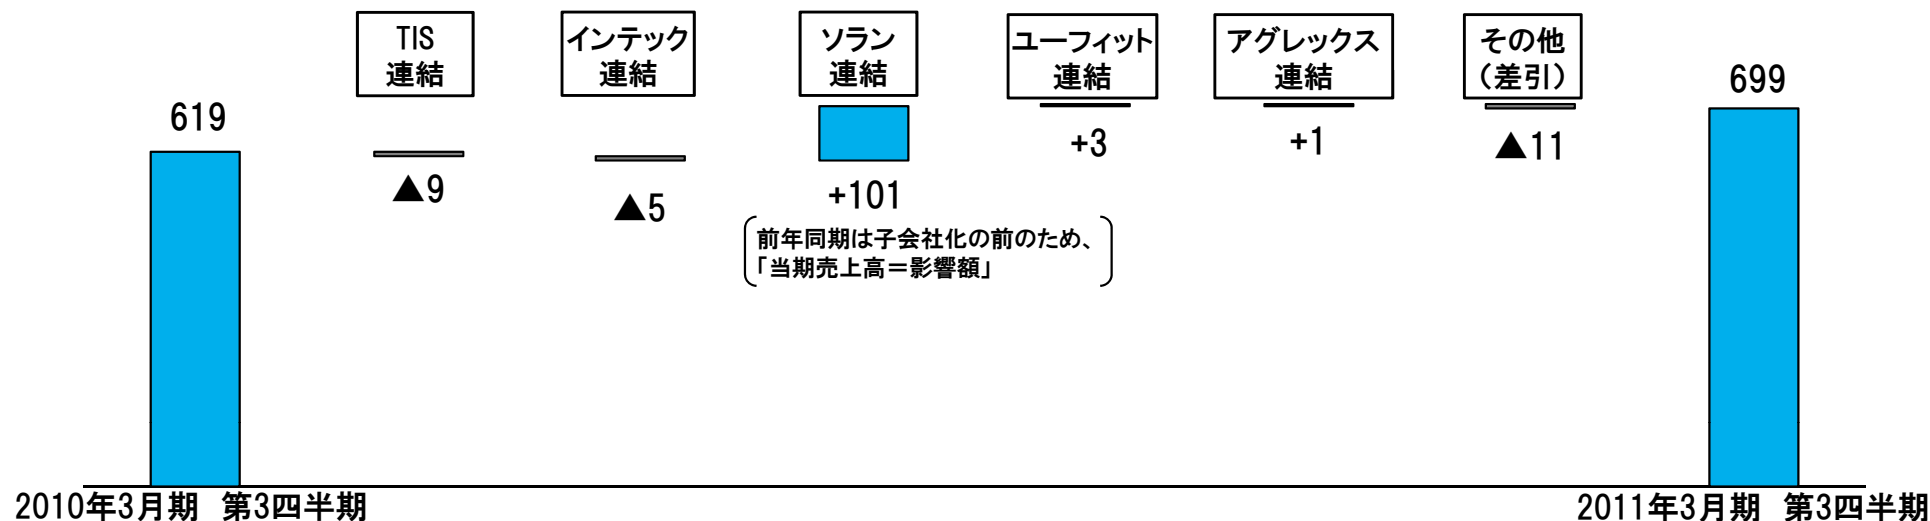 TIS
連結
インテック
連結
ソラン
連結
ユーフィット
連結
アグレックス
連結
その他
（差引）
619
699
▲9
▲5
+101
+3
+1
▲11
前年同期は子会社化の前のため、
「当期売上高＝影響額」
2010年3月期　第3四半期
2011年3月期　第3四半期